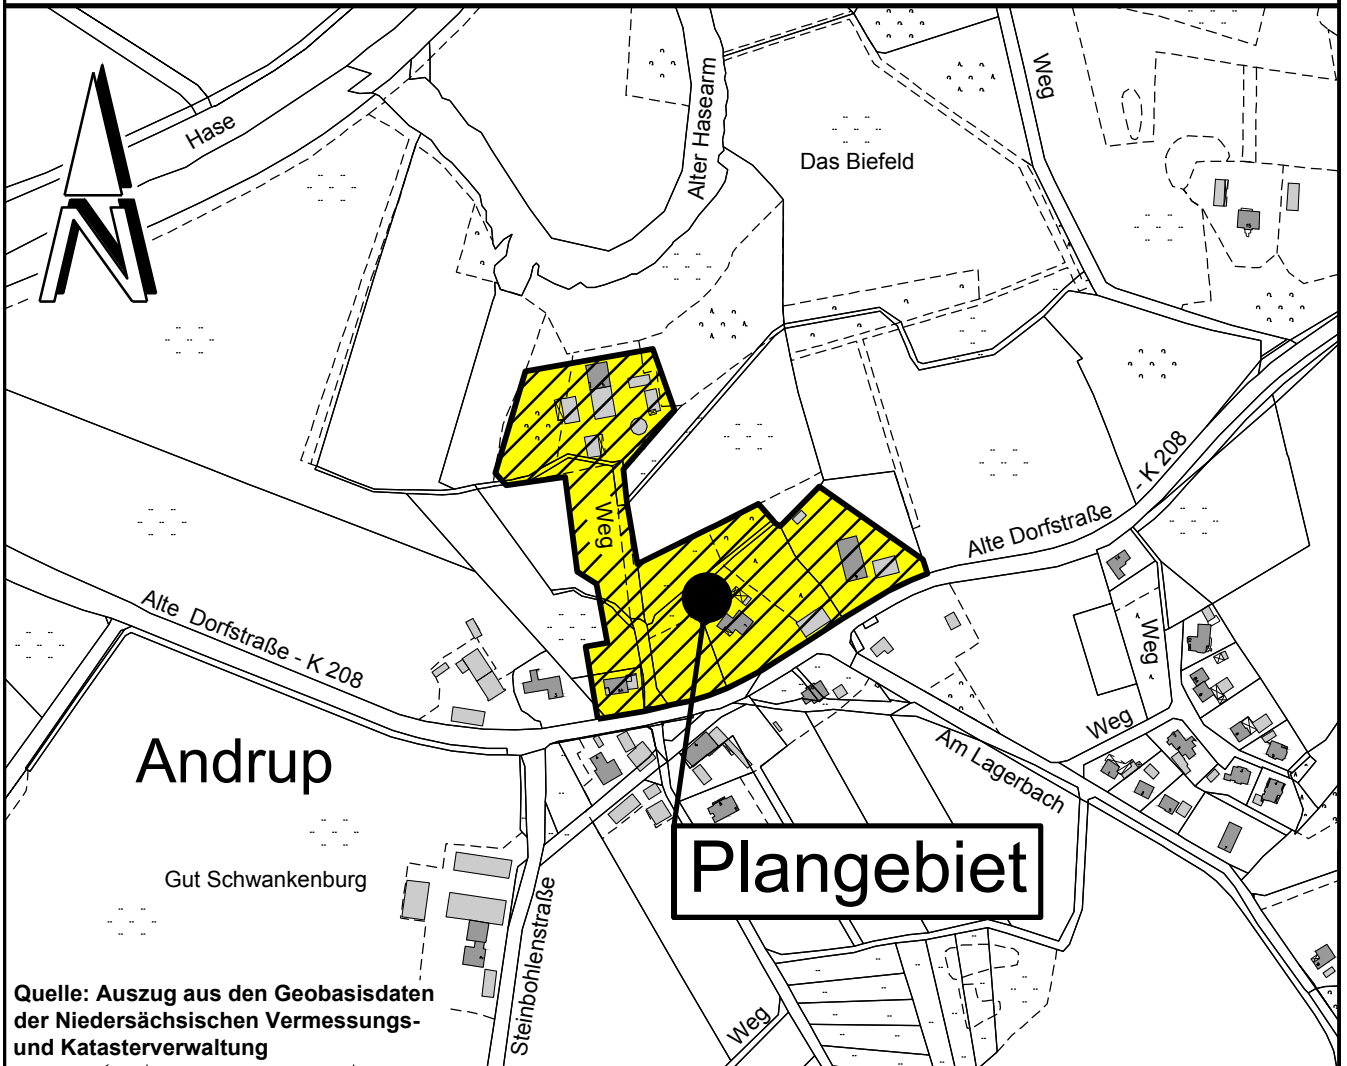 Hase
Alter Hasearm
Weg
Das Biefeld
N
Weg
Alte Dorfstraße - K 208
Alte Dorfstraße - K 208
Weg
Weg
Am Lagerbach
Andrup
Plangebiet
Gut Schwankenburg
Steinbohlenstraße
Weg
Quelle: Auszug aus den Geobasisdaten
der Niedersächsischen Vermessungs-
und Katasterverwaltung